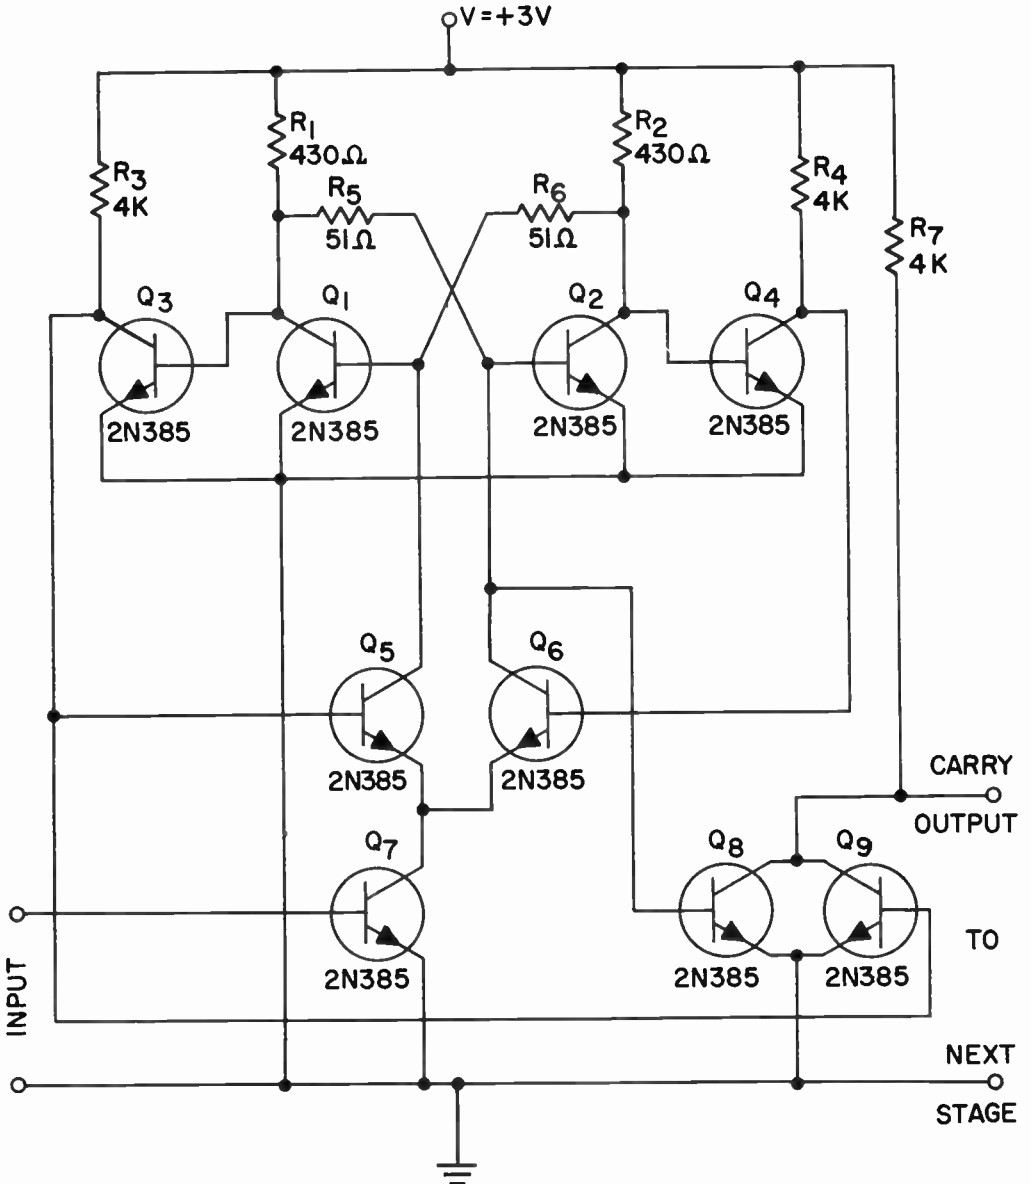 V=+3V
R1
430Ω
R2
430Ω
R3
4K
R5
51Ω
R6
51Ω
R4
4K
R7
4K
Q3
Q1
Q2
Q4
2N385
2N385
2N385
2N385
Q5
Q6
2N385
2N385
CARRY
OUTPUT
Q7
Q8
Q9
2N385
2N385
2N385
TO
INPUT
NEXT
STAGE